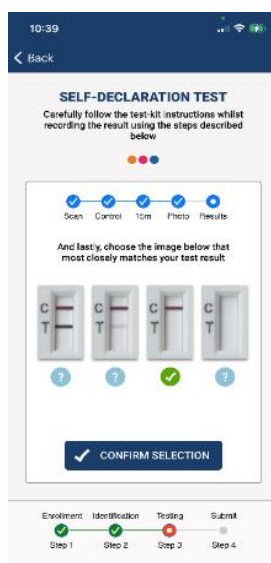 10:39
Back
SELF-DECLARATION TEST
Carefully follow the test-kit instructions whilst
recording the result using the steps described
below
Scan Control 15m Photo Results
And lastly, choose the image below that
most closely matches your test result
C C C C
T T T T
? ? ?
CONFIRM SELECTION
Enrollment Identification Testing Submit
Step 1 Step 2 Step 3 Step 4